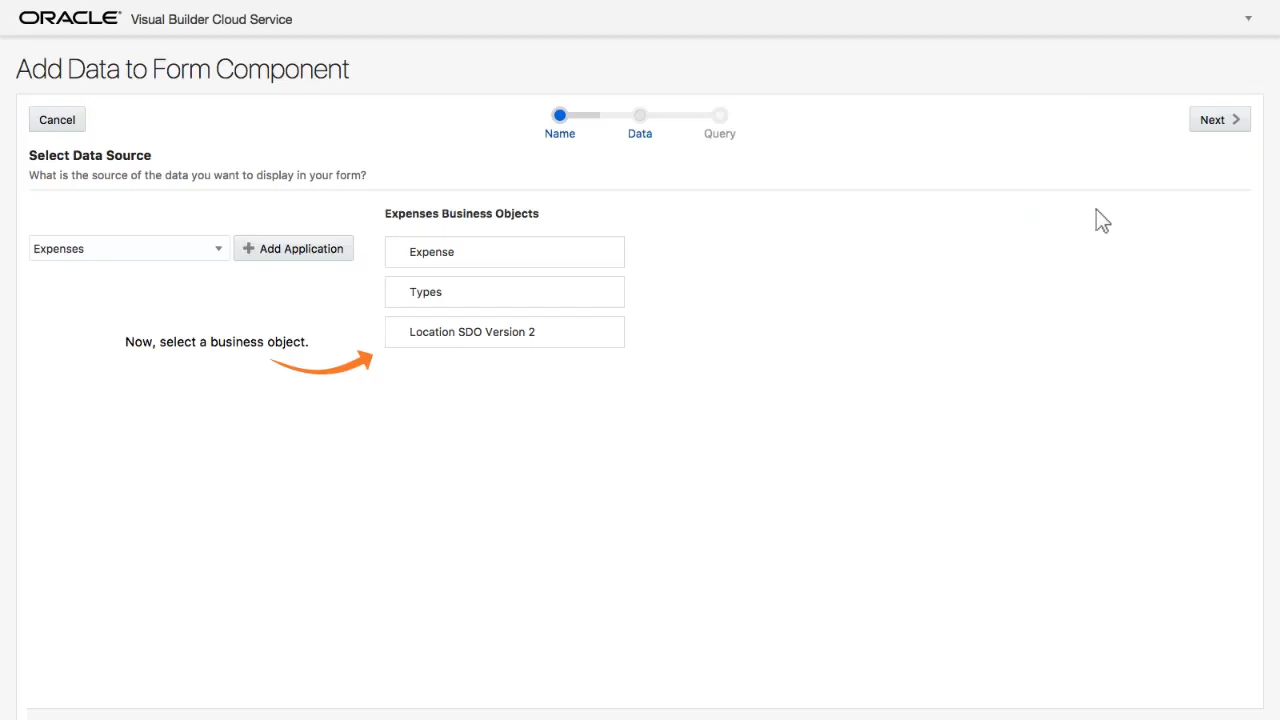 ORACLE Visual Builder Cloud Service
Add Data to Form Component
Cancel
Name
Data
Query
Next
Select Data Source
What is the source of the data you want to display in your form?
Expenses Business Objects
Expenses
Add Application
Expense
Types
Location SDO Version 2
Now, select a business object.